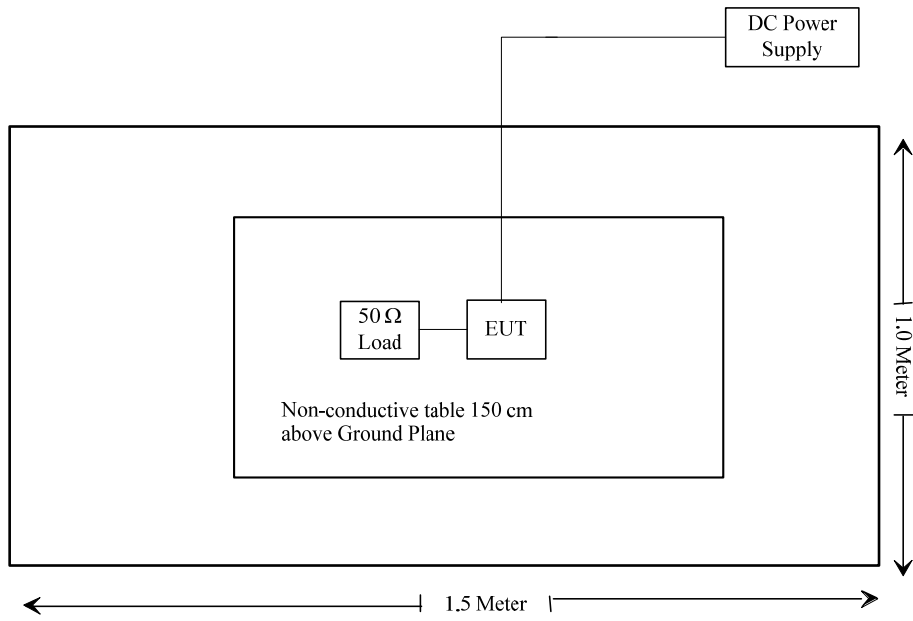 DC Power
Supply
50 Ω
Load
EUT
Non-conductive table 150 cm
above Ground Plane
1.0 Meter
1.5 Meter